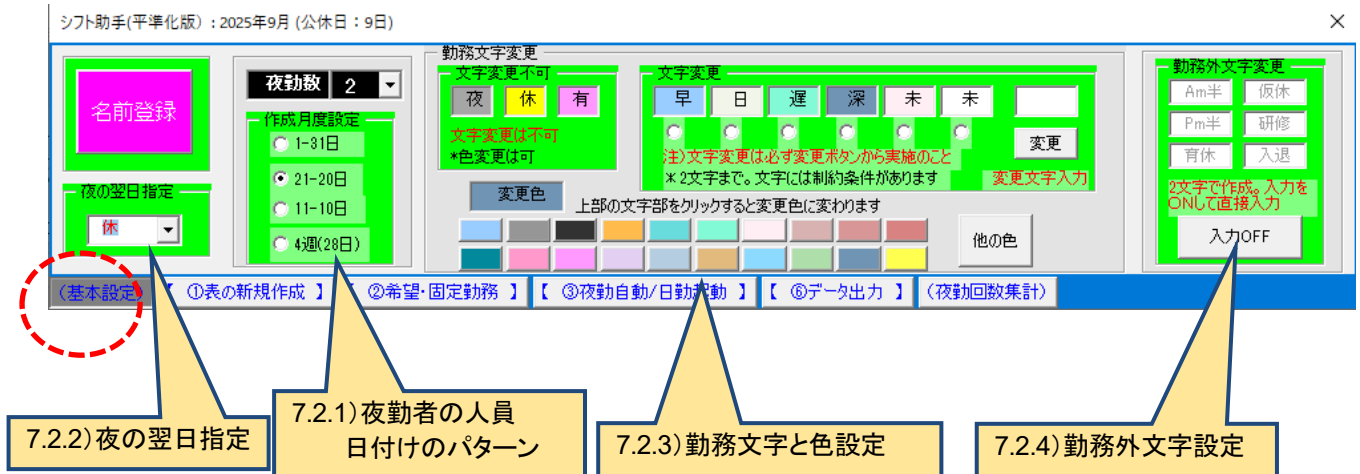 シフト助手(平準化版）: 2025年9月 (公休日：9日)
名前登録
夜の翌日指定
休
夜勤数 2
作成月度設定
1-31日
21-20日
11-10日
4週(28日)
勤務文字変更
文字変更不可
夜 休 有
文字変更は不可
*色変更は可
文字変更
早 日 遅 深 未 未
変更
注）文字変更は必ず変更ボタンから実施のこと
＊2文字まで。文字には制約条件があります
変更文字入力
変更色
上部の文字部をクリックすると変更色に変わります
他の色
勤務外文字変更
Am半 仮休
Pm半 研修
育休 入退
2文字で作成。入力を
ONして直接入力
入力OFF
(基本設定)
【 ①表の新規作成 】
【 ②希望・固定勤務 】
【 ③夜勤自動/日勤 動 】
【 ⑥データ出力 】
(夜勤回数集計)
7.2.2）夜の翌日指定
7.2.1）夜勤者の人員
日付けのパターン
7.2.3）勤務文字と色設定
7.2.4）勤務外文字設定